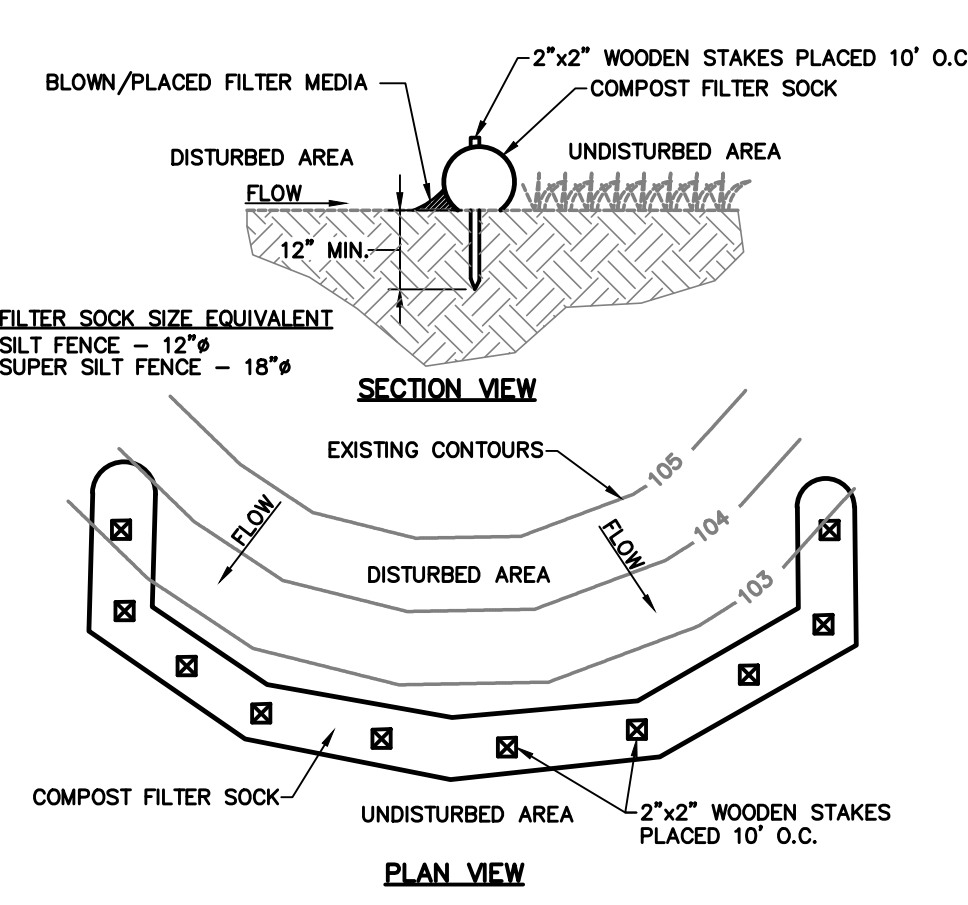 2"x2" WOODEN STAKES PLACED 10' O.C
BLOWN/PLACED FILTER MEDIA
COMPOST FILTER SOCK
DISTURBED AREA
UNDISTURBED AREA
FLOW
12" MIN.
FILTER SOCK SIZE EQUIVALENT
SILT FENCE – 12"ø
SUPER SILT FENCE – 18"ø
SECTION VIEW
EXISTING CONTOURS
105
104
103
FLOW
FLOW
DISTURBED AREA
COMPOST FILTER SOCK
UNDISTURBED AREA
2"x2" WOODEN STAKES
PLACED 10' O.C.
PLAN VIEW